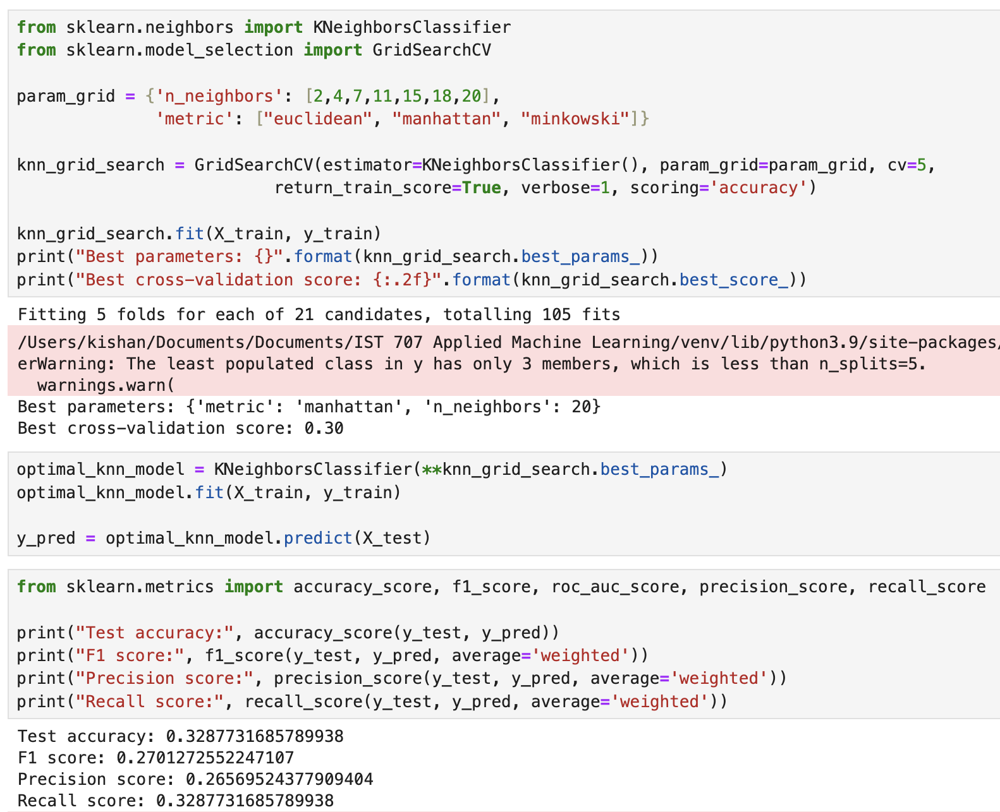 from sklearn.neighbors import KNeighborsClassifier
from sklearn.model_selection import GridSearchCV
param_grid = {'n_neighbors': [2,4,7,11,15,18,20],
'metric': ["euclidean", "manhattan", "minkowski"]}
knn_grid_search = GridSearchCV(estimator=KNeighborsClassifier(), param_grid=param_grid, cv=5,
return_train_score=True, verbose=1, scoring='accuracy')
knn_grid_search.fit(X_train, y_train)
print("Best parameters: {}".format(knn_grid_search.best_params_))
print("Best cross-validation score: {:.2f}".format(knn_grid_search.best_score_))
Fitting 5 folds for each of 21 candidates, totalling 105 fits
/Users/kishan/Documents/Documents/IST 707 Applied Machine Learning/venv/lib/python3.9/site-packages/
erWarning: The least populated class in y has only 3 members, which is less than n_splits=5.
warnings.warn(
Best parameters: {'metric': 'manhattan', 'n_neighbors': 20}
Best cross-validation score: 0.30
optimal_knn_model = KNeighborsClassifier(**knn_grid_search.best_params_)
optimal_knn_model.fit(X_train, y_train)
y_pred = optimal_knn_model.predict(X_test)
from sklearn.metrics import accuracy_score, f1_score, roc_auc_score, precision_score, recall_score
print("Test accuracy:", accuracy_score(y_test, y_pred))
print("F1 score:", f1_score(y_test, y_pred, average='weighted'))
print("Precision score:", precision_score(y_test, y_pred, average='weighted'))
print("Recall score:", recall_score(y_test, y_pred, average='weighted'))
Test accuracy: 0.3287731685789938
F1 score: 0.2701272552247107
Precision score: 0.26569524377909404
Recall score: 0.3287731685789938